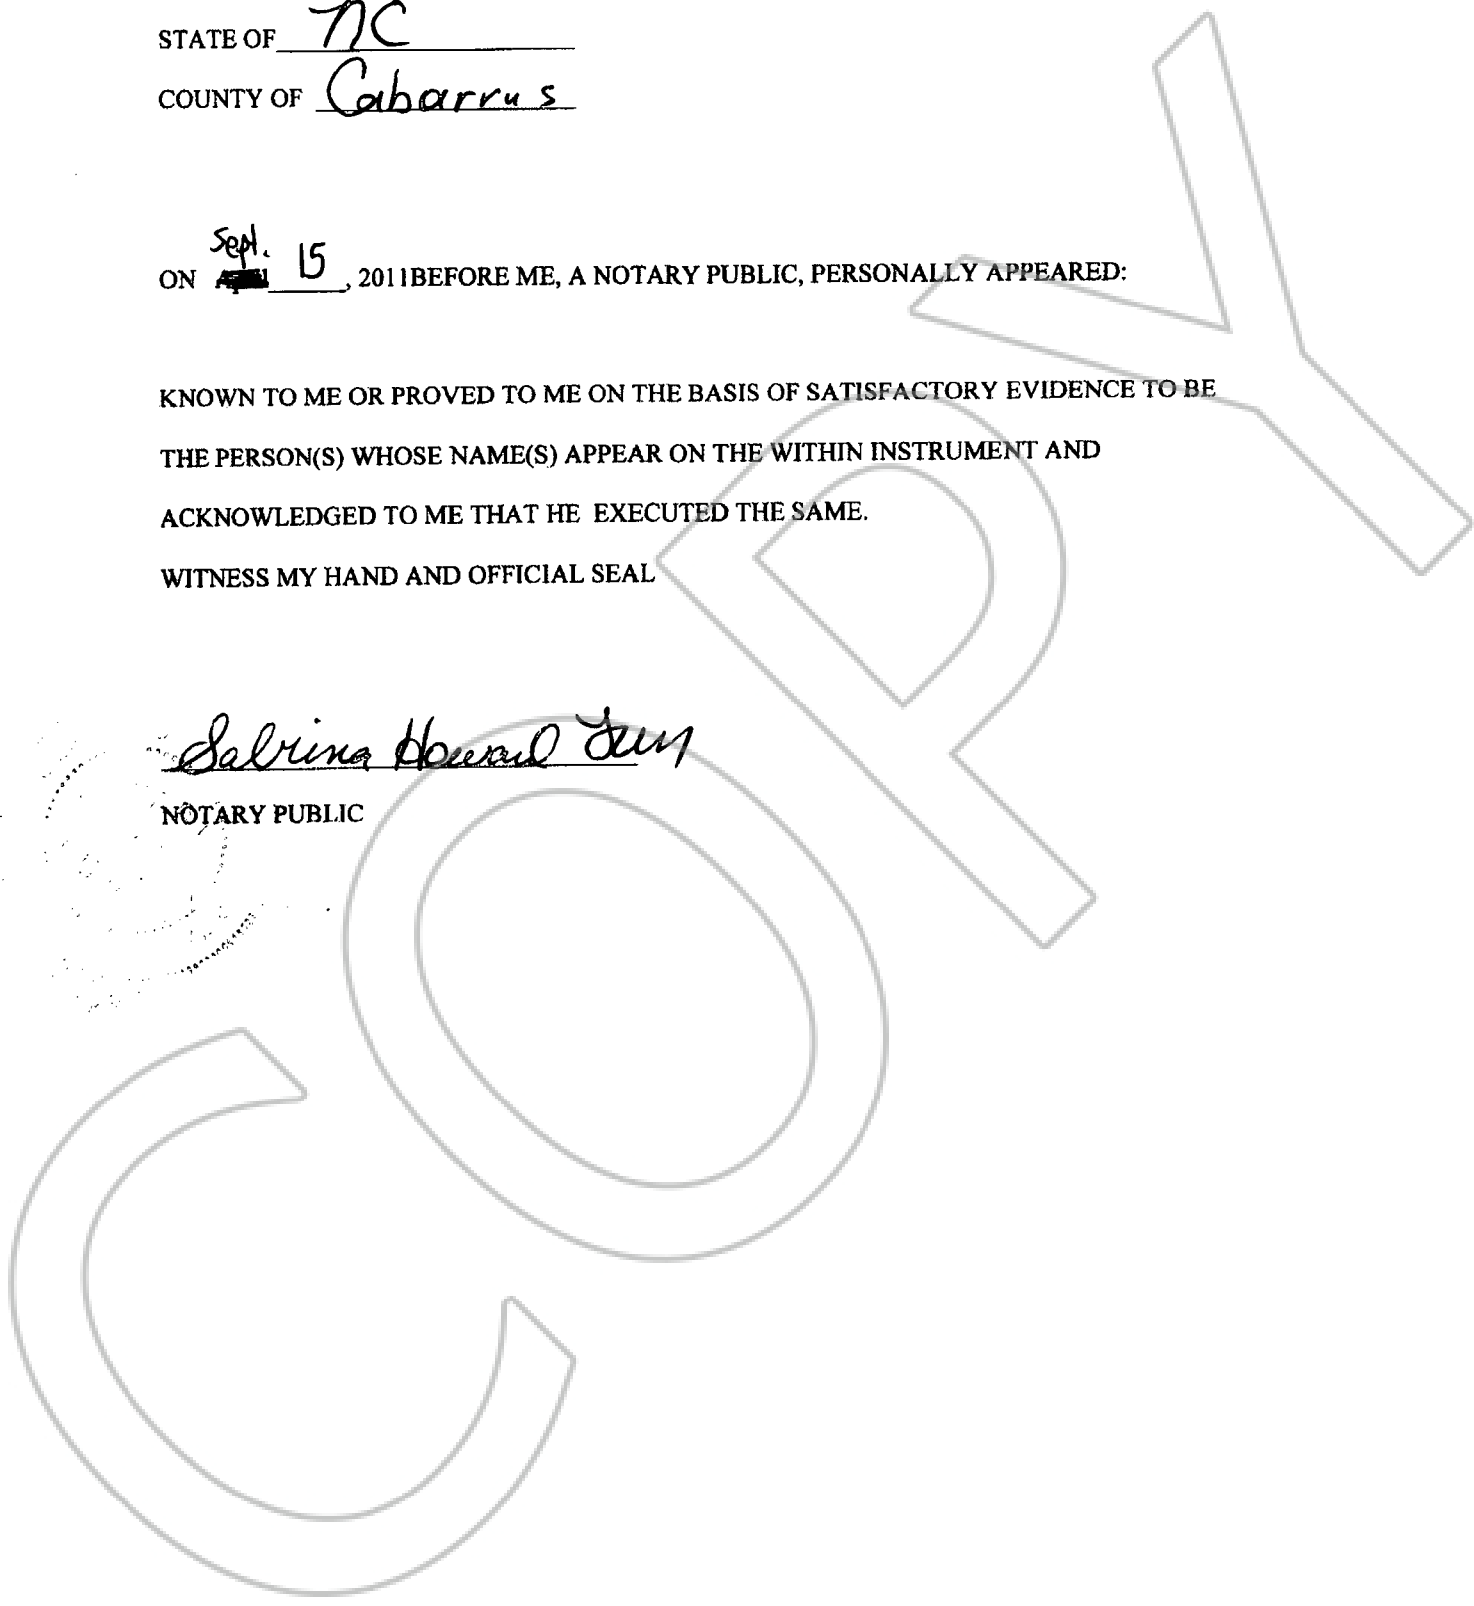 STATE OF NC
COUNTY OF Cabarrus
Sept.
ON 15, 2011BEFORE ME, A NOTARY PUBLIC, PERSONALLY APPEARED:
KNOWN TO ME OR PROVED TO ME ON THE BASIS OF SATISFACTORY EVIDENCE TO BE
THE PERSON(S) WHOSE NAME(S) APPEAR ON THE WITHIN INSTRUMENT AND
ACKNOWLEDGED TO ME THAT HE EXECUTED THE SAME.
WITNESS MY HAND AND OFFICIAL SEAL
Sabrina Howard
NOTARY PUBLIC
COPY